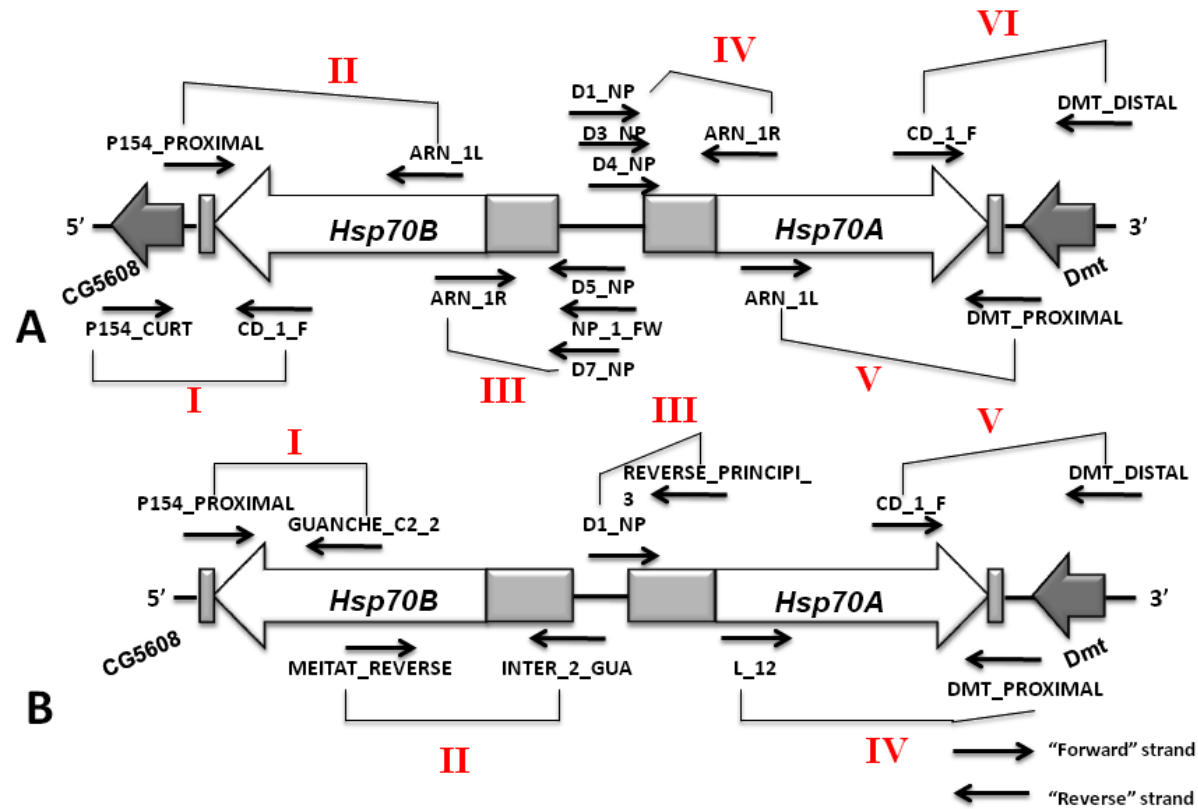 VI
IV
II
D1_NP
DMT_DISTAL
P154_PROXIMAL
D3_NP
ARN_1R
CD_1_F
ARN_1L
D4_NP
5’
Hsp70B
Hsp70A
3’
CG5608
Dmt
ARN_1R
D5_NP
ARN_1L
A
P154_CURT
CD_1_F
NP_1_FW
DMT_PROXIMAL
D7_NP
I
III
V
III
V
I
REVERSE_PRINCIPI_
3
DMT_DISTAL
P154_PROXIMAL
CD_1_F
GUANCHE_C2_2
D1_NP
5’
Hsp70B
Hsp70A
3’
CG5608
Dmt
MEITAT_REVERSE
INTER_2_GUA
L_12
DMT_PROXIMAL
B
II
IV
“Forward” strand
“Reverse” strand